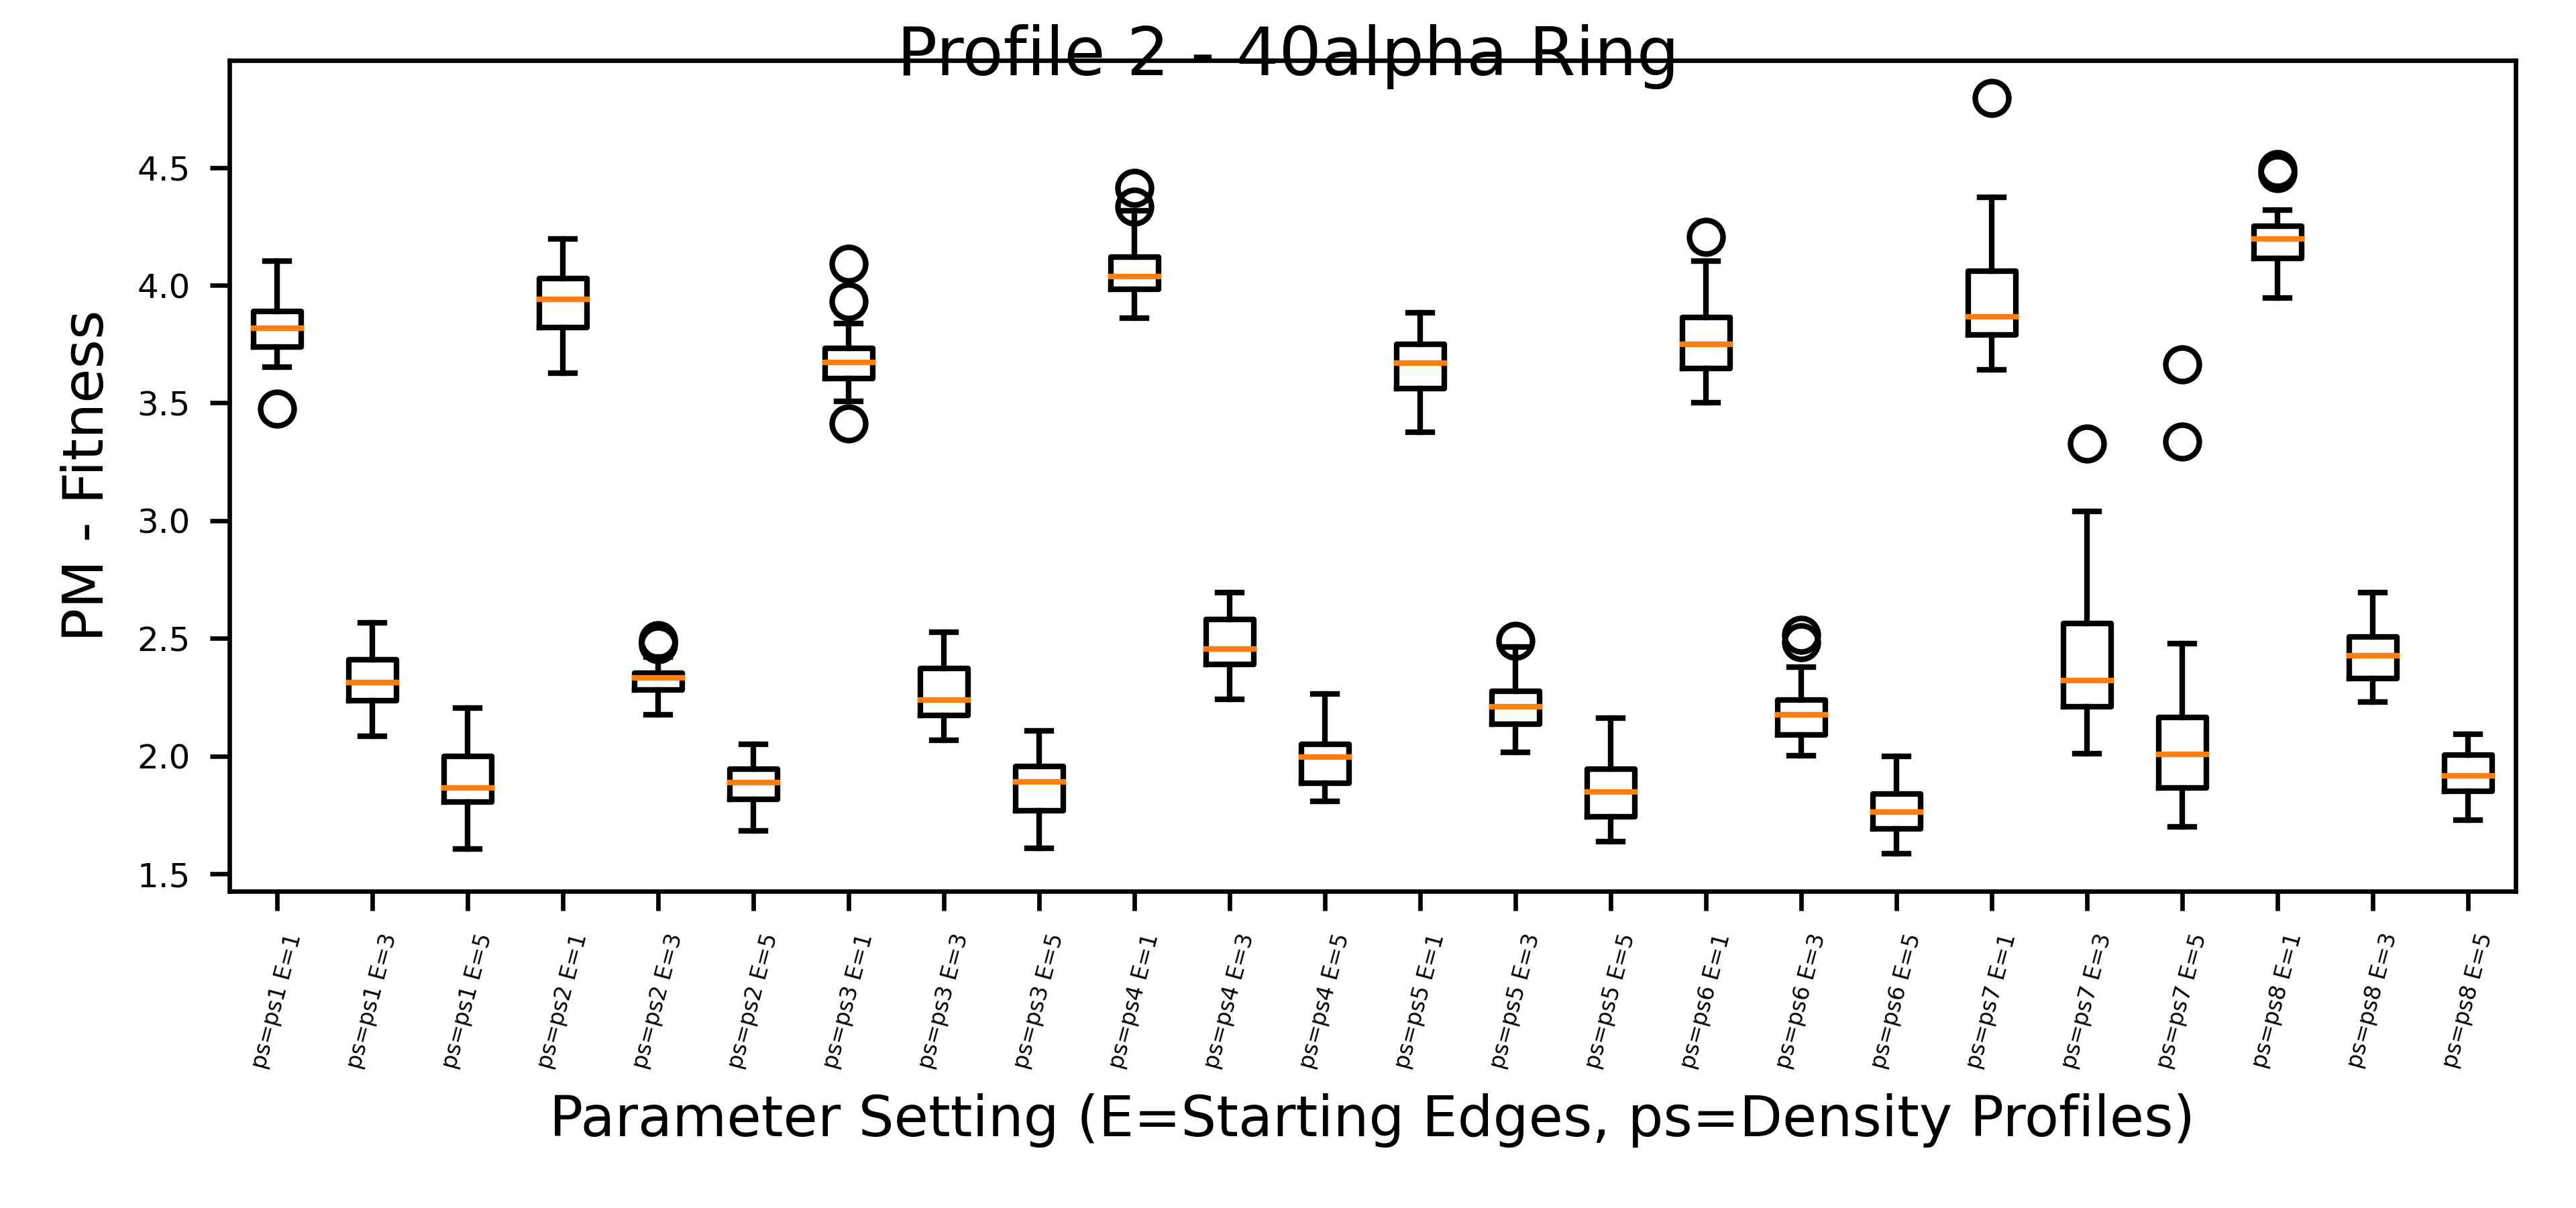 Profile 2 - 40alpha Ring
PM - Fitness
4.5
4.0
3.5
3.0
2.5
2.0
1.5
ps=ps1 E=1
ps=ps1 E=3
ps=ps1 E=5
ps=ps2 E=1
ps=ps2 E=3
ps=ps2 E=5
ps=ps3 E=1
ps=ps3 E=3
ps=ps3 E=5
ps=ps4 E=1
ps=ps4 E=3
ps=ps4 E=5
ps=ps5 E=1
ps=ps5 E=3
ps=ps5 E=5
ps=ps6 E=1
ps=ps6 E=3
ps=ps6 E=5
ps=ps7 E=1
ps=ps7 E=3
ps=ps7 E=5
ps=ps8 E=1
ps=ps8 E=3
ps=ps8 E=5
Parameter Setting (E=Starting Edges, ps=Density Profiles)